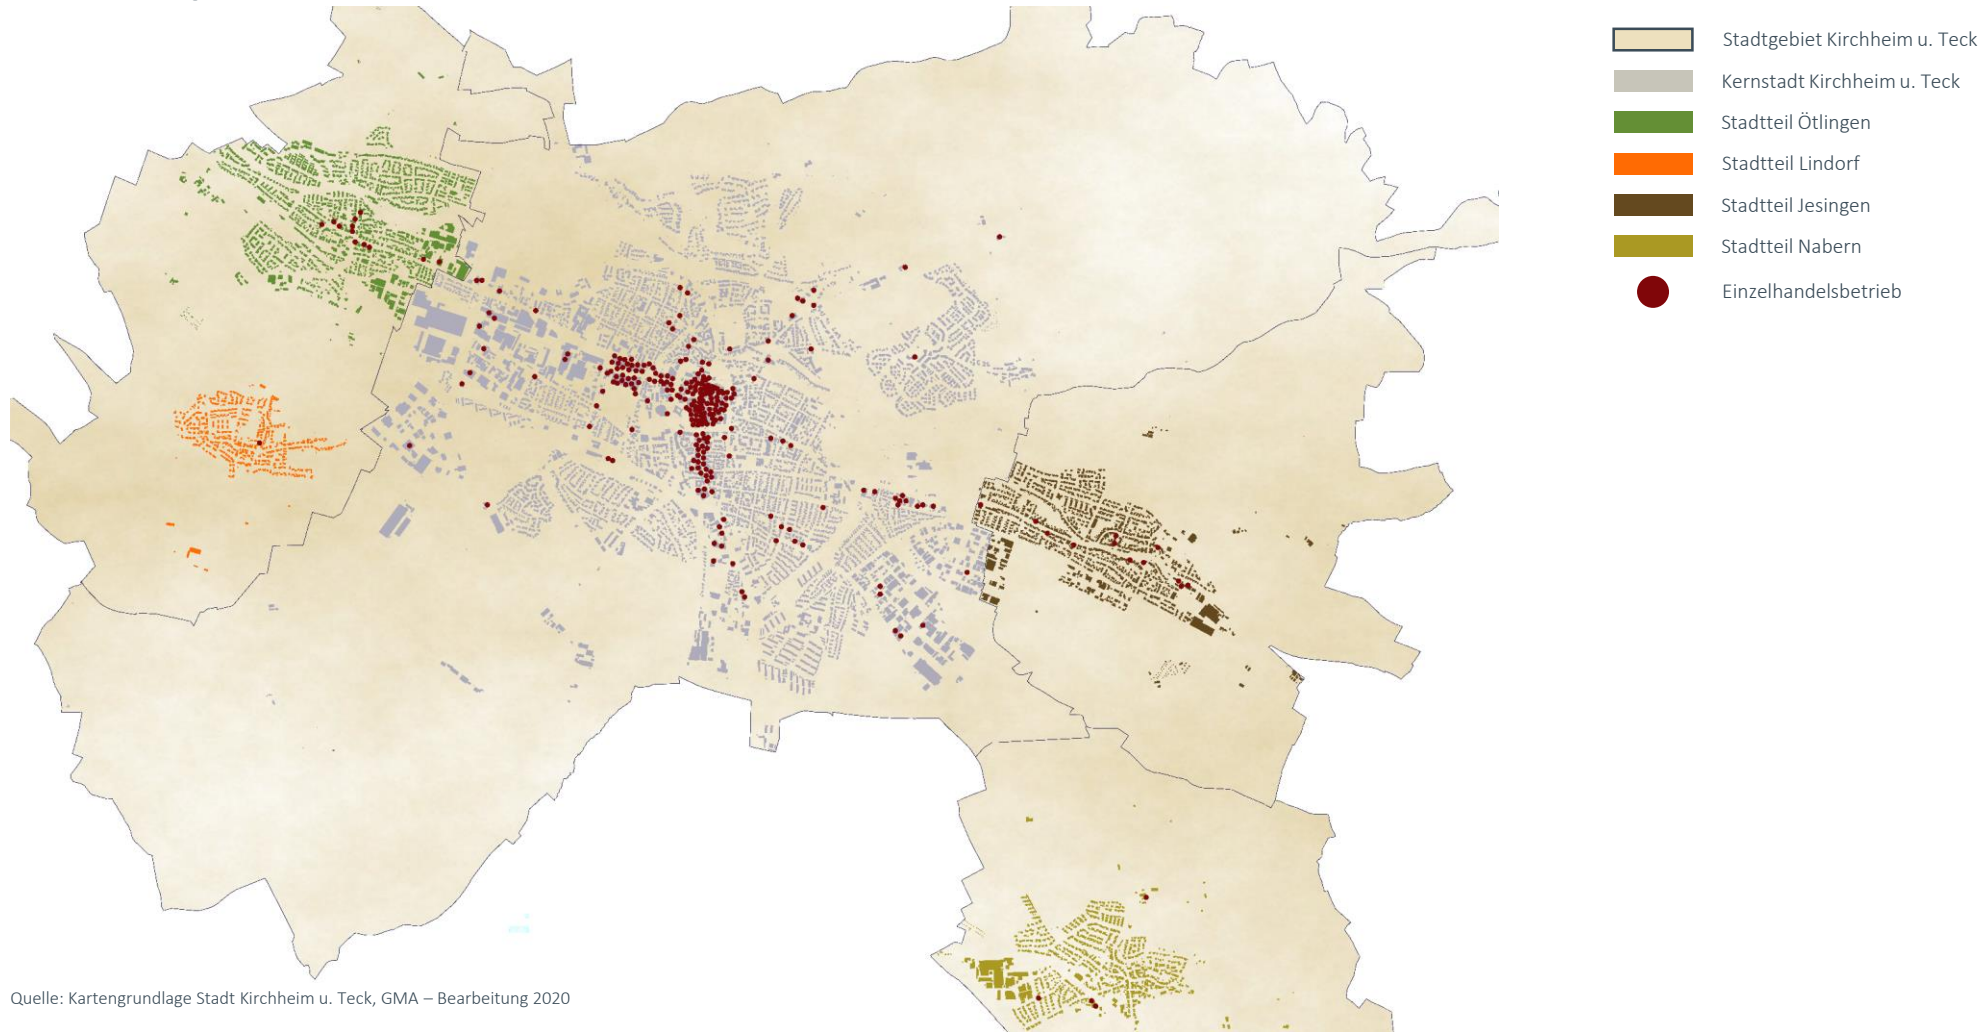 Stadtgebiet Kirchheim u. Teck
Kernstadt Kirchheim u. Teck
Stadtteil Ötlingen
Stadtteil Lindorf
Stadtteil Jesingen
Stadtteil Nabern
Einzelhandelsbetrieb
Quelle: Kartengrundlage Stadt Kirchheim u. Teck, GMA – Bearbeitung 2020